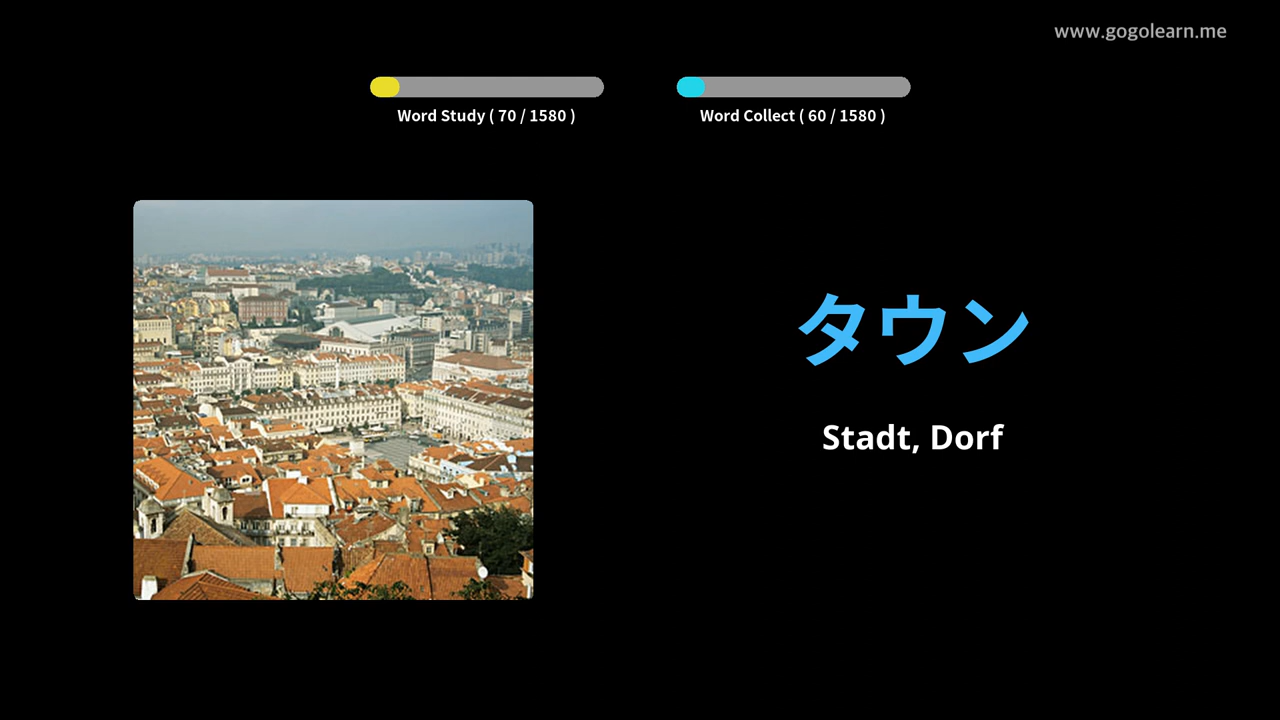 www.gogolearn.me
Word Study ( 70 / 1580 )
Word Collect ( 60 / 1580 )
タウン
Stadt, Dorf